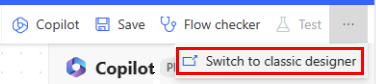 Copilot Save Flow checker Test ...
Copilot
Switch to classic designer